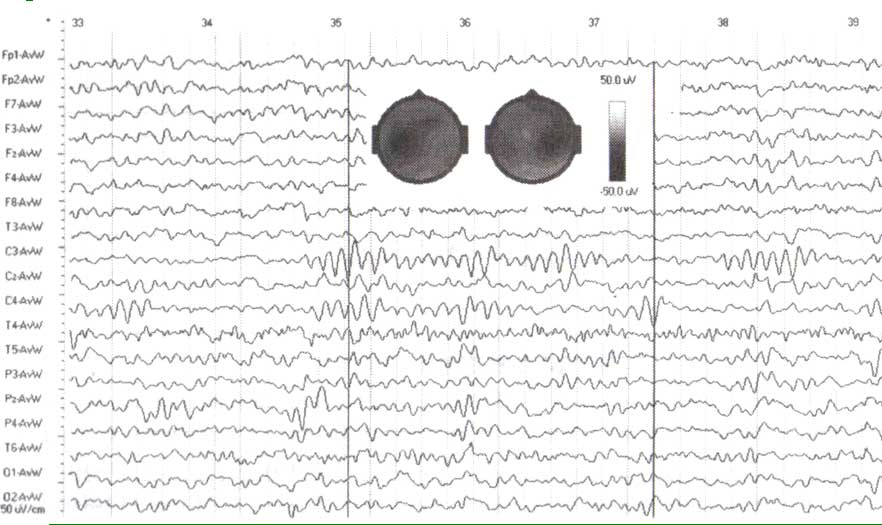 33 34 35 36 37 38 39
Fp1-AvW
Fp2-AvW
F7-AvW
F3-AvW
Fz-AvW
F4-AvW
F8-AvW
T3-AvW
C3-AvW
Cz-AvW
C4-AvW
T4-AvW
T5-AvW
P3-AvW
Pz-AvW
P4-AvW
T6-AvW
O1-AvW
O2-AvW
50 uV/cm
50.0 uV
-50.0 uV